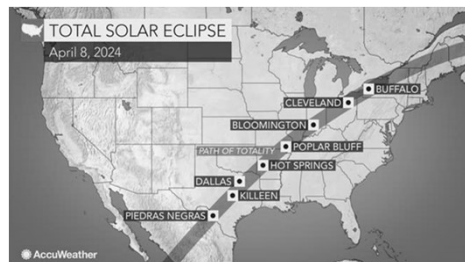 TOTAL SOLAR ECLIPSE
April 8, 2024
BUFFALO
CLEVELAND
BLOOMINGTON
POPLAR BLUFF
PATH OF TOTALITY
HOT SPRINGS
DALLAS
KILLEEN
PIEDRAS NEGRAS
AccuWeather